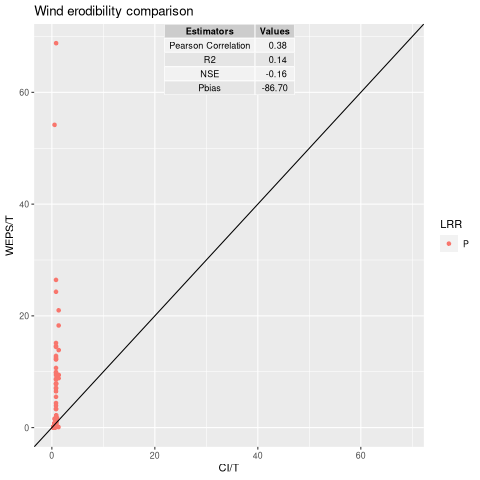 Wind erodibility comparison
Estimators Values
Pearson Correlation 0.38
R2 0.14
NSE -0.16
Pbias -86.70
60
40
20
0
WEPS/T
0 20 40 60
CI/T
LRR
P